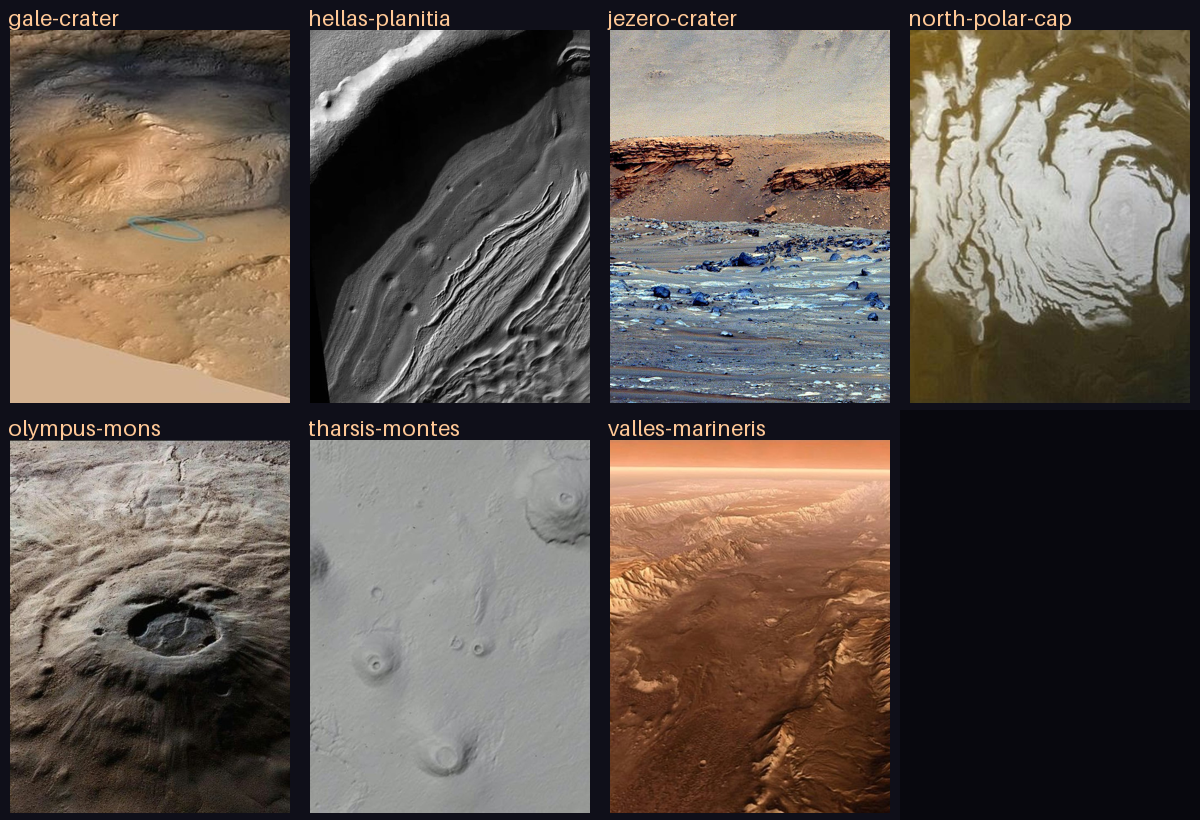 gale-crater
hellas-planitia
jezero-crater
north-polar-cap
olympus-mons
tharsis-montes
valles-marineris